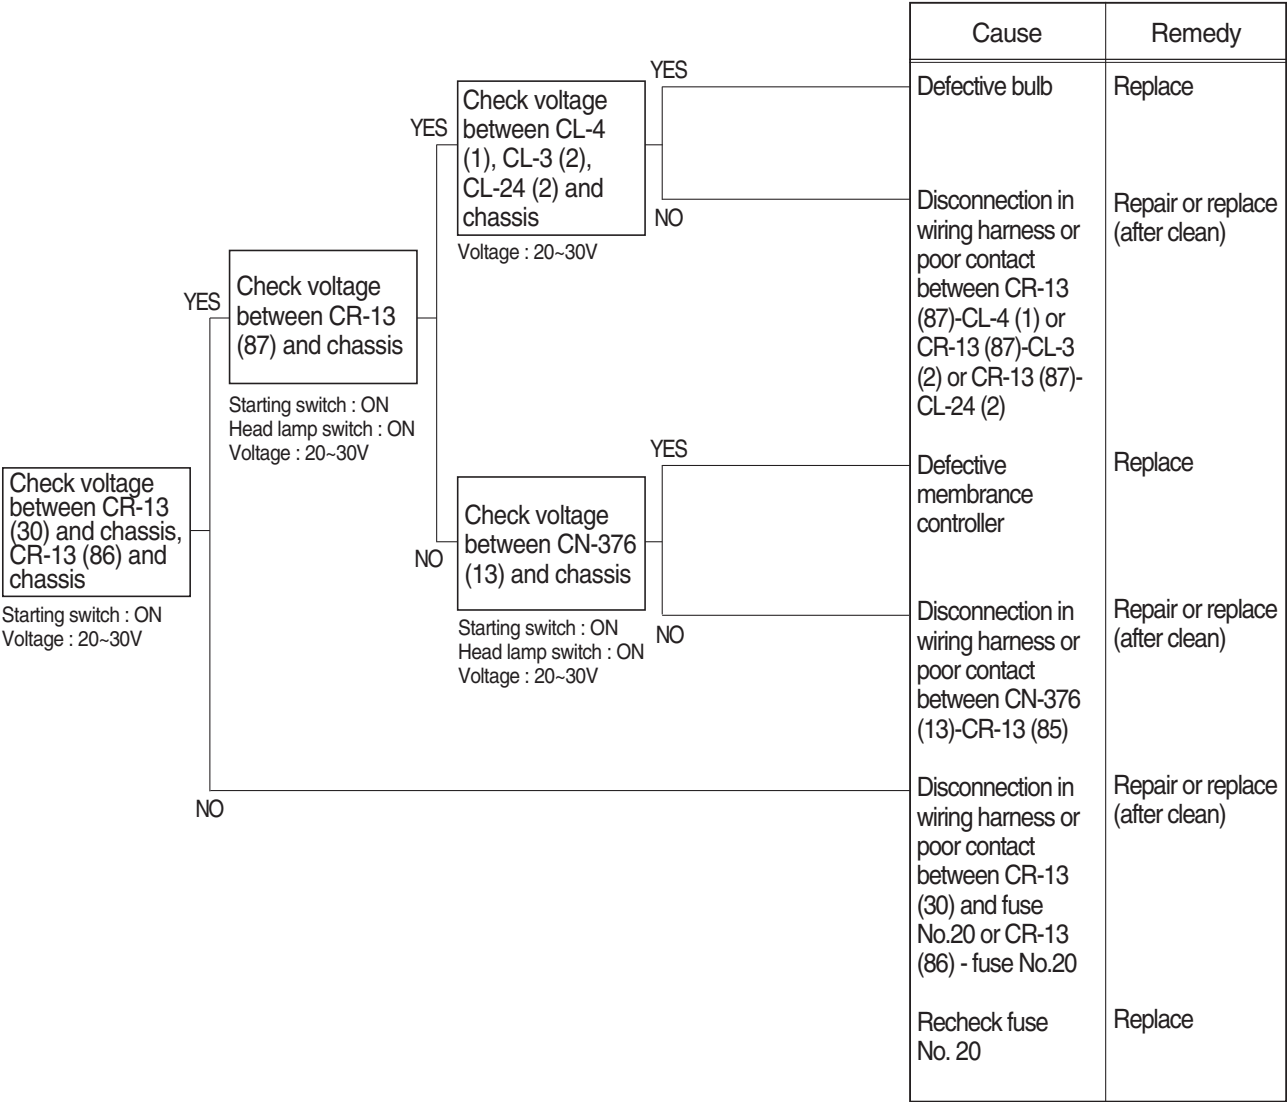 Cause
Remedy
YES
Defective bulb
Replace
Check voltage
between CL-4
(1), CL-3 (2),
CL-24 (2) and
chassis
YES
Voltage : 20~30V
NO
Disconnection in
wiring harness or
poor contact
between CR-13
(87)-CL-4 (1) or
CR-13 (87)-CL-3
(2) or CR-13 (87)-
CL-24 (2)
Repair or replace
(after clean)
YES
Check voltage
between CR-13
(87) and chassis
Starting switch : ON
Head lamp switch : ON
Voltage : 20~30V
YES
Defective
membrance
controller
Replace
Check voltage
between CR-13
(30) and chassis,
CR-13 (86) and
chassis
Starting switch : ON
Voltage : 20~30V
NO
Check voltage
between CN-376
(13) and chassis
Starting switch : ON
Head lamp switch : ON
Voltage : 20~30V
NO
Disconnection in
wiring harness or
poor contact
between CN-376
(13)-CR-13 (85)
Repair or replace
(after clean)
NO
Disconnection in
wiring harness or
poor contact
between CR-13
(30) and fuse
No.20 or CR-13
(86) - fuse No.20
Repair or replace
(after clean)
Recheck fuse
No. 20
Replace